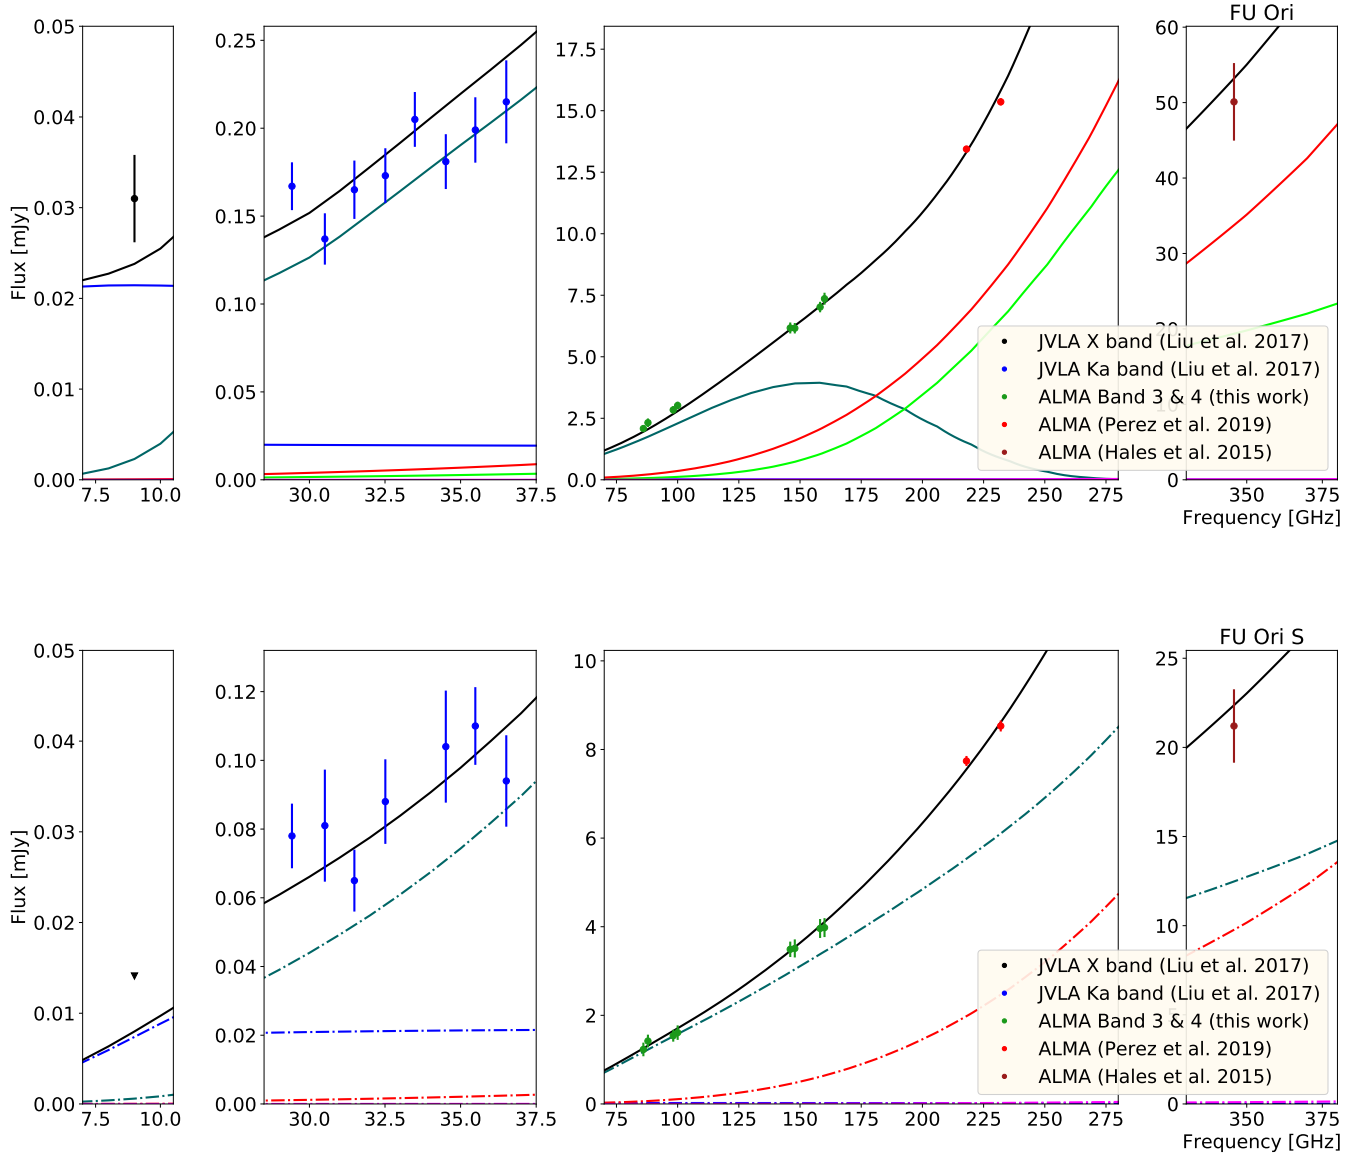 FU Ori
Flux [mJy]
0.05
0.04
0.03
0.02
0.01
0.00
7.5 10.0
0.25
0.20
0.15
0.10
0.05
0.00
30.0 32.5 35.0 37.5
17.5
15.0
12.5
10.0
7.5
5.0
2.5
0.0
75 100 125 150 175 200 225 250 275
60
50
40
30
20
10
0
350 375
JVLA X band (Liu et al. 2017)
JVLA Ka band (Liu et al. 2017)
ALMA Band 3 & 4 (this work)
ALMA (Perez et al. 2019)
ALMA (Hales et al. 2015)
Frequency [GHz]
FU Ori S
Flux [mJy]
0.05
0.04
0.03
0.02
0.01
0.00
7.5 10.0
0.12
0.10
0.08
0.06
0.04
0.02
0.00
30.0 32.5 35.0 37.5
10
8
6
4
2
0
75 100 125 150 175 200 225 250 275
25
20
15
10
5
0
350 375
JVLA X band (Liu et al. 2017)
JVLA Ka band (Liu et al. 2017)
ALMA Band 3 & 4 (this work)
ALMA (Perez et al. 2019)
ALMA (Hales et al. 2015)
Frequency [GHz]